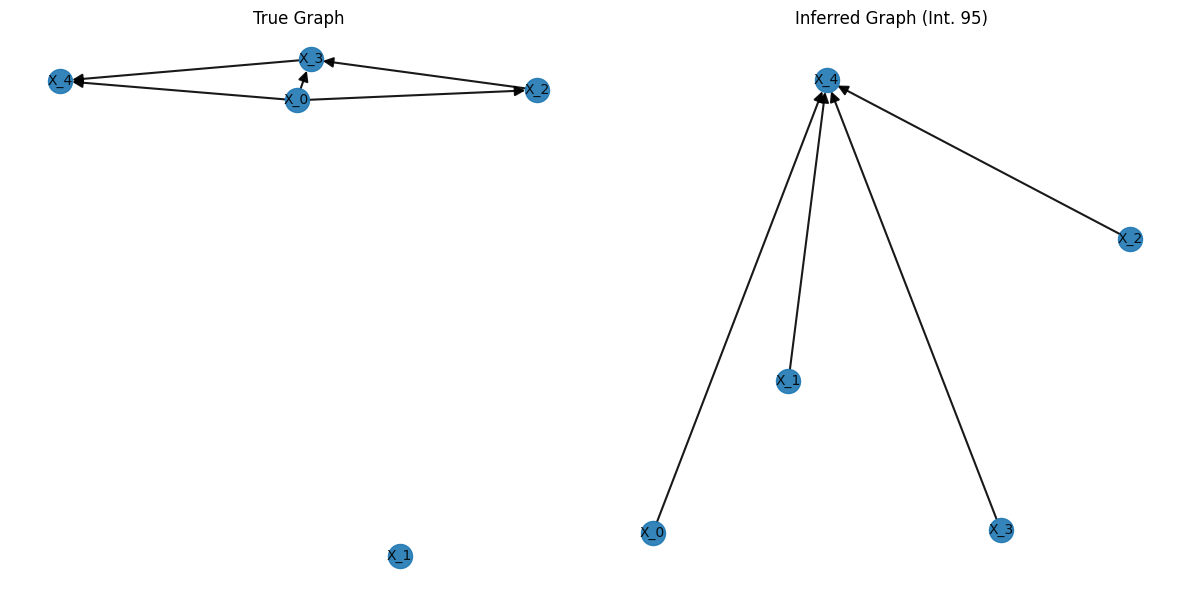 True Graph
X_3
X_4
X_2
X_0
X_1
Inferred Graph (Int. 95)
X_4
X_2
X_1
X_0
X_3